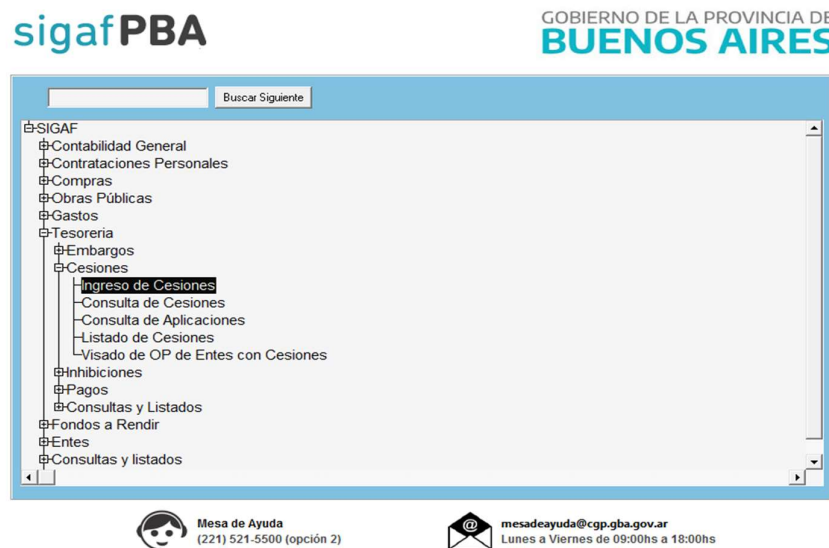 sigafPBA
GOBIERNO DE LA PROVINCIA DE
BUENOS AIRES
Buscar Siguiente
SIGAF
Contabilidad General
Contrataciones Personales
Compras
Obras Públicas
Gastos
Tesoreria
Embargos
Cesiones
Ingreso de Cesiones
Consulta de Cesiones
Consulta de Aplicaciones
Listado de Cesiones
Visado de OP de Entes con Cesiones
Inhibiciones
Pagos
Consultas y Listados
Fondos a Rendir
Entes
Consultas y listados
Mesa de Ayuda
(221) 521-5500 (opción 2)
@
mesadeayuda@cgp.gba.gov.ar
Lunes a Viernes de 09:00hs a 18:00hs